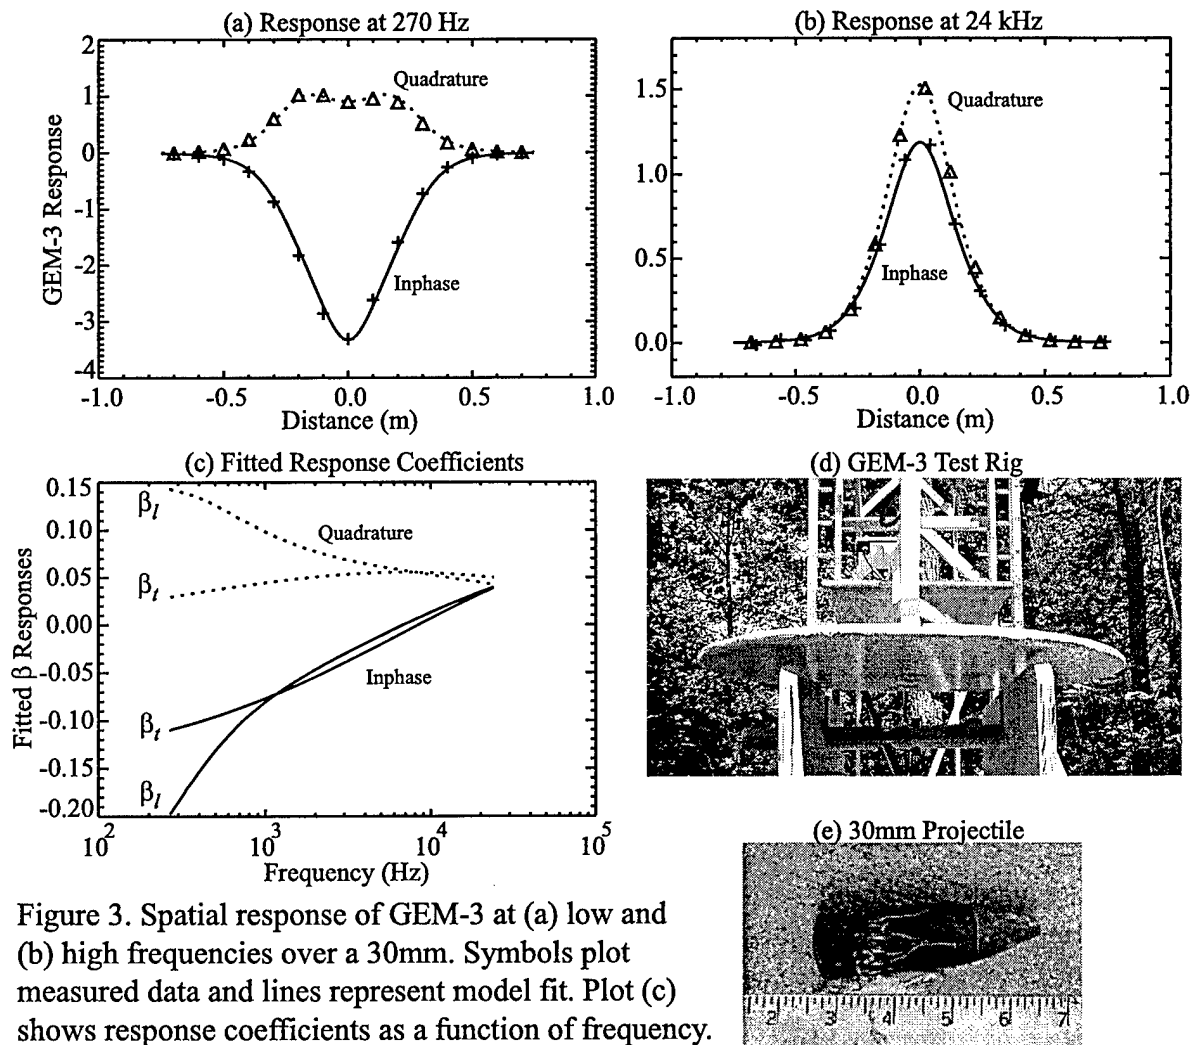 (a) Response at 270 Hz
GEM-3 Response
2
1
0
-1
-2
-3
-4
Quadrature
Inphase
-1.0 -0.5 0.0 0.5 1.0
Distance (m)
(b) Response at 24 kHz
1.5
1.0
0.5
0.0
Quadrature
Inphase
-1.0 -0.5 0.0 0.5 1.0
Distance (m)
(c) Fitted Response Coefficients
Fitted β Responses
0.15
0.10
0.05
0.00
-0.05
-0.10
-0.15
-0.20
βl
Quadrature
βt
Inphase
βt
βl
10² 10³ 10⁴ 10⁵
Frequency (Hz)
(d) GEM-3 Test Rig
(e) 30mm Projectile
2 3 4 5 6 7
Figure 3. Spatial response of GEM-3 at (a) low and
(b) high frequencies over a 30mm. Symbols plot
measured data and lines represent model fit. Plot (c)
shows response coefficients as a function of frequency.